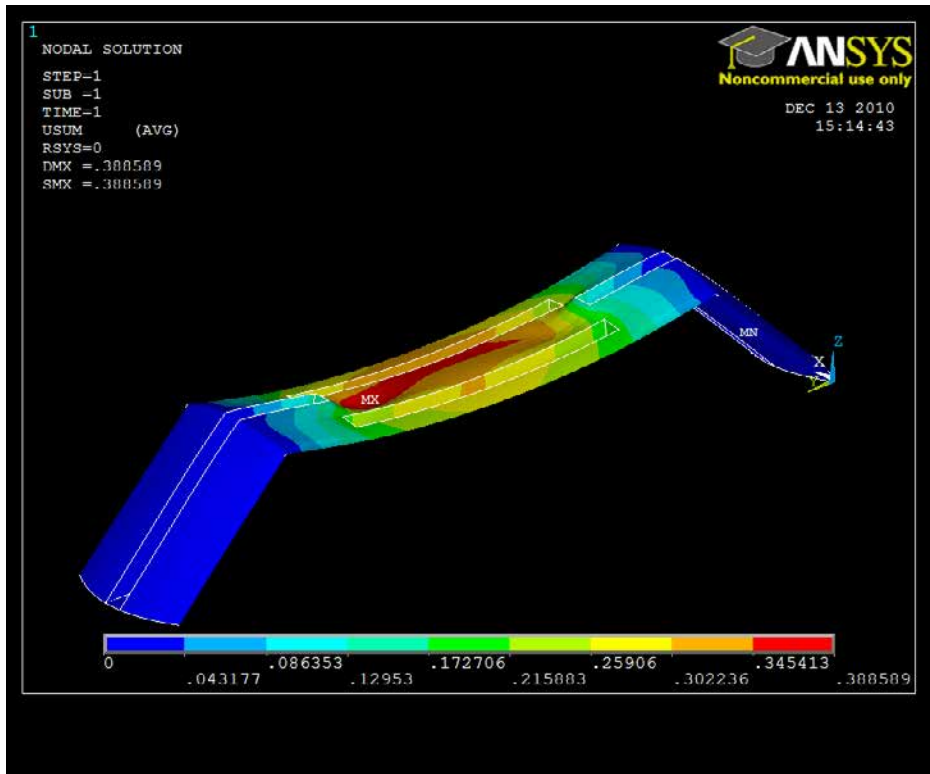 1
NODAL SOLUTION
STEP=1
SUB =1
TIME=1
USUM (AVG)
RSYS=0
DMX =.388589
SMX =.388589
ANSYS
Noncommercial use only
DEC 13 2010
15:14:43
MN
Z
X
Y
MX
0 .086353 .172706 .25906 .345413
.043177 .12953 .215883 .302236 .388589